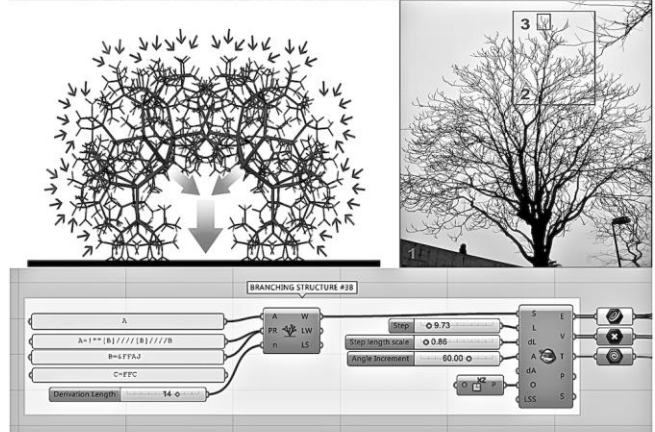 3
2
1
BRANCHING STRUCTURE #38
A
A=!""[B]////[B]////B
B=&FFAJ
C=FFC
Derivation Length:
14
A W
PR LW
n LS
Step
9.73
Step length scale
0.86
Angle Increment
60.00
O XZ P
S E
L
dL V
A T
dA
O P
LSS S